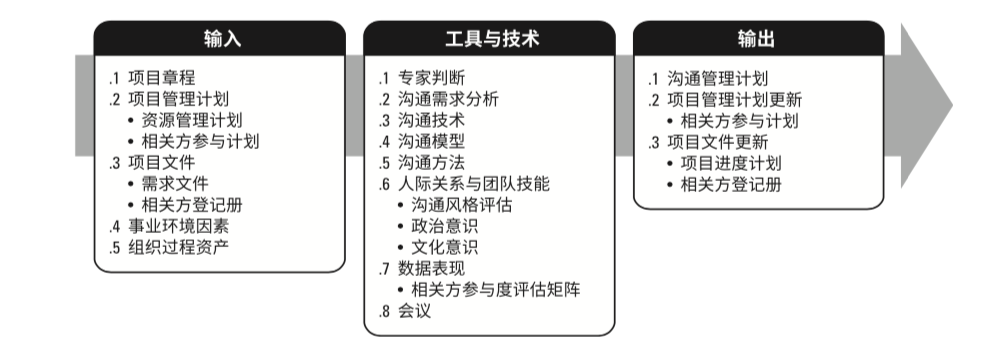 输入
.1 项目章程
.2 项目管理计划
• 资源管理计划
• 相关方参与计划
.3 项目文件
• 需求文件
• 相关方登记册
.4 事业环境因素
.5 组织过程资产
工具与技术
.1 专家判断
.2 沟通需求分析
.3 沟通技术
.4 沟通模型
.5 沟通方法
.6 人际关系与团队技能
• 沟通风格评估
• 政治意识
• 文化意识
.7 数据表现
• 相关方参与度评估矩阵
.8 会议
输出
.1 沟通管理计划
.2 项目管理计划更新
• 相关方参与计划
.3 项目文件更新
• 项目进度计划
• 相关方登记册